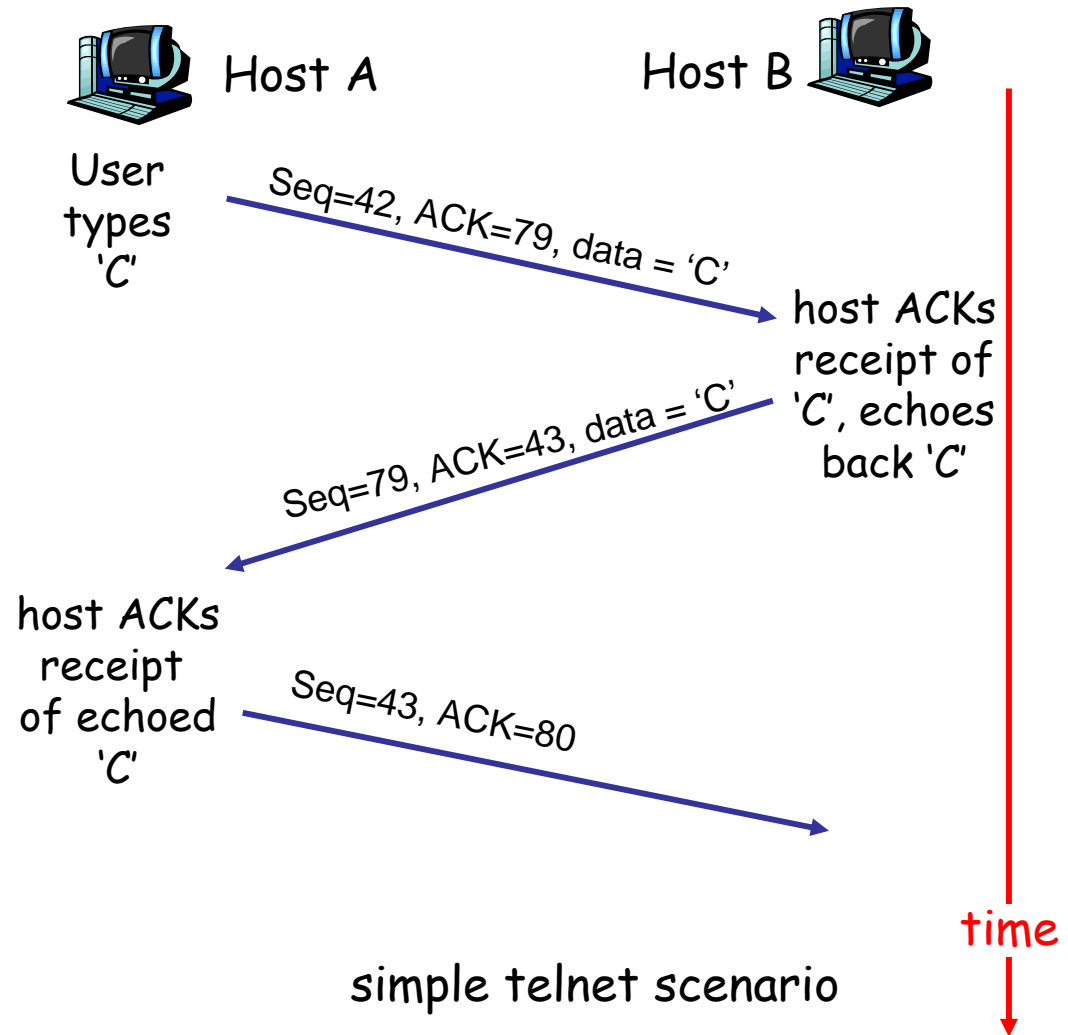 Host A
Host B
User
types
‘C’
Seq=42, ACK=79, data = ‘C’
host ACKs
receipt of
‘C’, echoes
back ‘C’
Seq=79, ACK=43, data = ‘C’
host ACKs
receipt
of echoed
‘C’
Seq=43, ACK=80
time
simple telnet scenario